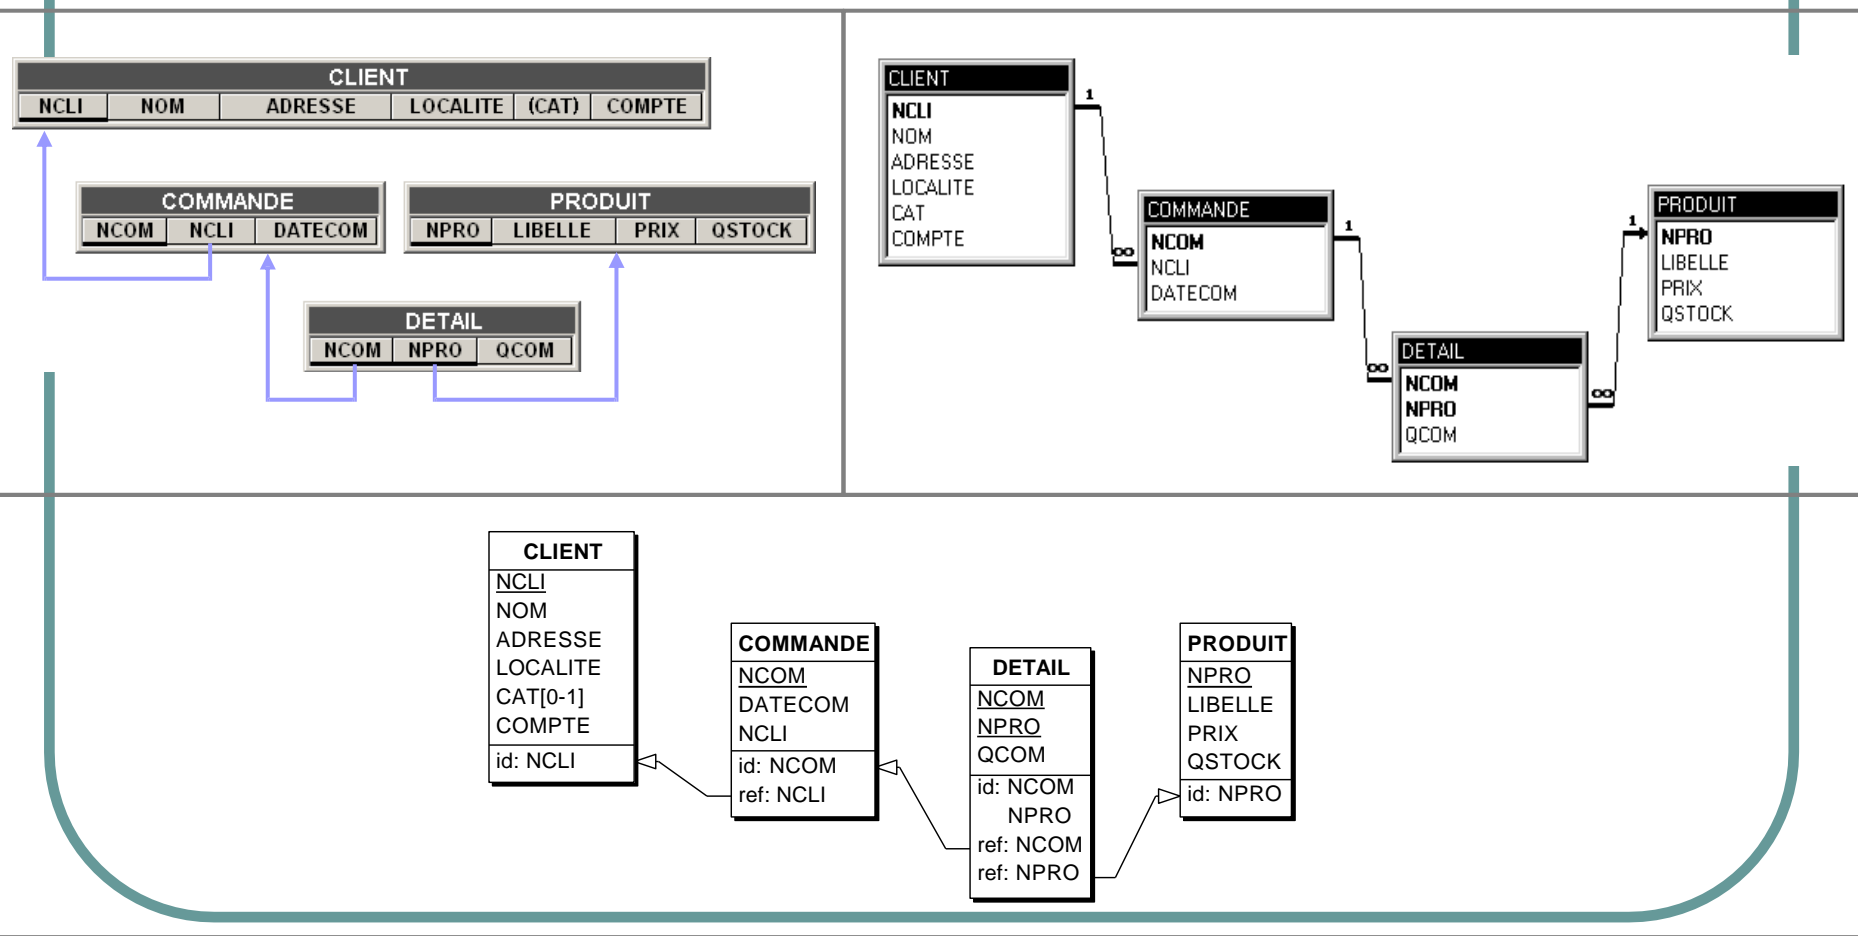 CLIENT
NCLI NOM ADRESSE LOCALITE (CAT) COMPTE
COMMANDE
NCOM NCLI DATECOM
PRODUIT
NPRO LIBELLE PRIX QSTOCK
DETAIL
NCOM NPRO QCOM
CLIENT
NCLI
NOM
ADRESSE
LOCALITE
CAT
COMPTE
1
∞
COMMANDE
NCOM
NCLI
DATECOM
1
∞
DETAIL
NCOM
NPRO
QCOM
∞
1
PRODUIT
NPRO
LIBELLE
PRIX
QSTOCK
CLIENT
NCLI
NOM
ADRESSE
LOCALITE
CAT[0-1]
COMPTE
id: NCLI
COMMANDE
NCOM
DATECOM
NCLI
id: NCOM
ref: NCLI
DETAIL
NCOM
NPRO
QCOM
id: NCOM
NPRO
ref: NCOM
ref: NPRO
PRODUIT
NPRO
LIBELLE
PRIX
QSTOCK
id: NPRO